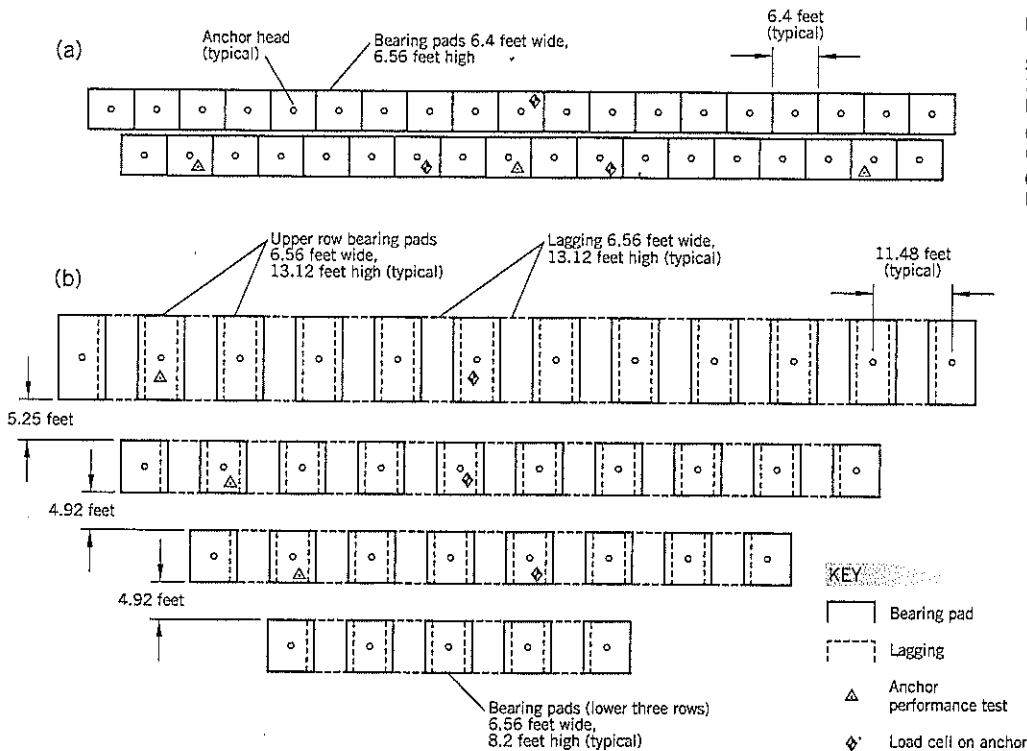 (a)
Anchor head
(typical)
Bearing pads 6.4 feet wide,
6.56 feet high
6.4 feet
(typical)
(b)
Upper row bearing pads
6.56 feet wide,
13.12 feet high (typical)
Lagging 6.56 feet wide,
13.12 feet high (typical)
11.48 feet
(typical)
5.25 feet
4.92 feet
4.92 feet
Bearing pads (lower three rows)
6.56 feet wide,
8.2 feet high (typical)
KEY
Bearing pad
Lagging
Anchor
performance test
Load cell on anchor